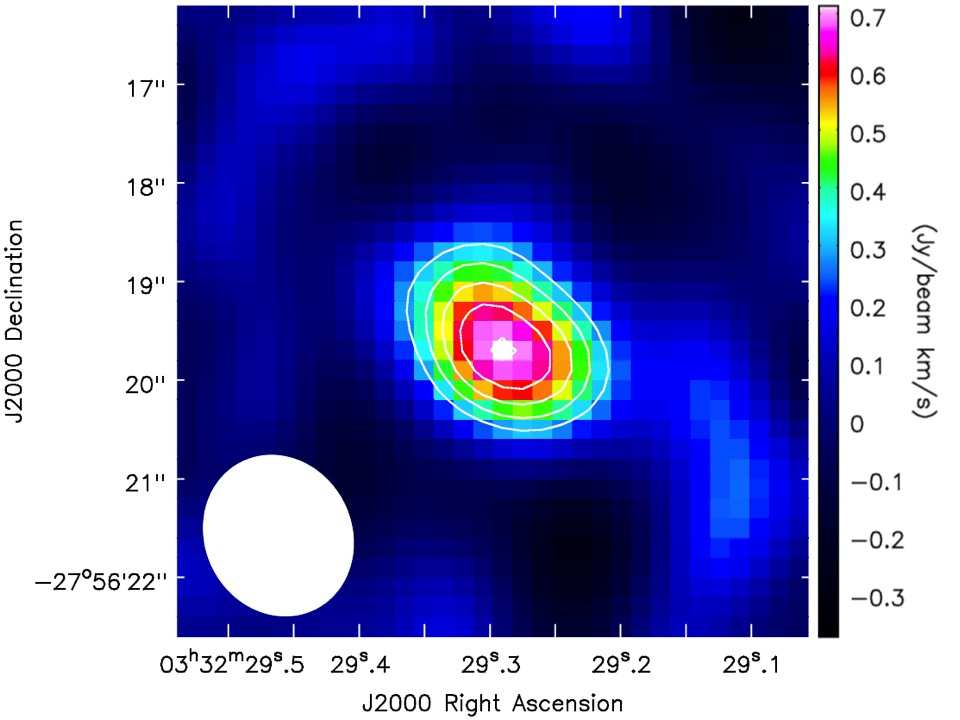 J2000 Declination
17"
18"
19"
20"
21"
−27°56'22"
03ʰ32ᵐ29ˢ.5
29ˢ.4
29ˢ.3
29ˢ.2
29ˢ.1
J2000 Right Ascension
0.7
0.6
0.5
0.4
0.3
0.2
0.1
0
−0.1
−0.2
−0.3
(Jy/beam km/s)